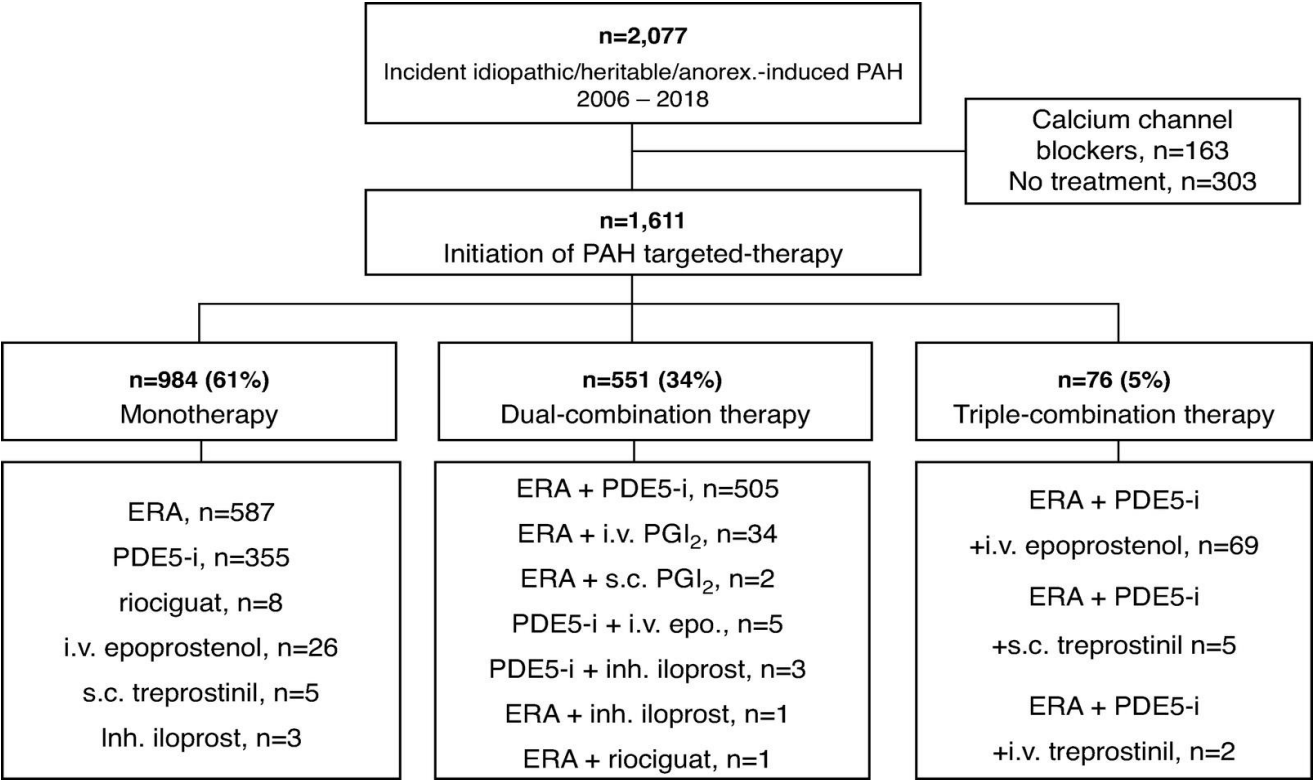 n=2,077
Incident idiopathic/heritable/anorex.-induced PAH
2006 – 2018
Calcium channel
blockers, n=163
No treatment, n=303
n=1,611
Initiation of PAH targeted-therapy
n=984 (61%)
Monotherapy
n=551 (34%)
Dual-combination therapy
n=76 (5%)
Triple-combination therapy
ERA, n=587
PDE5-i, n=355
riociguat, n=8
i.v. epoprostenol, n=26
s.c. treprostinil, n=5
Inh. iloprost, n=3
ERA + PDE5-i, n=505
ERA + i.v. PGI₂, n=34
ERA + s.c. PGI₂, n=2
PDE5-i + i.v. epo., n=5
PDE5-i + inh. iloprost, n=3
ERA + inh. iloprost, n=1
ERA + riociguat, n=1
ERA + PDE5-i
+i.v. epoprostenol, n=69
ERA + PDE5-i
+s.c. treprostinil n=5
ERA + PDE5-i
+i.v. treprostinil, n=2